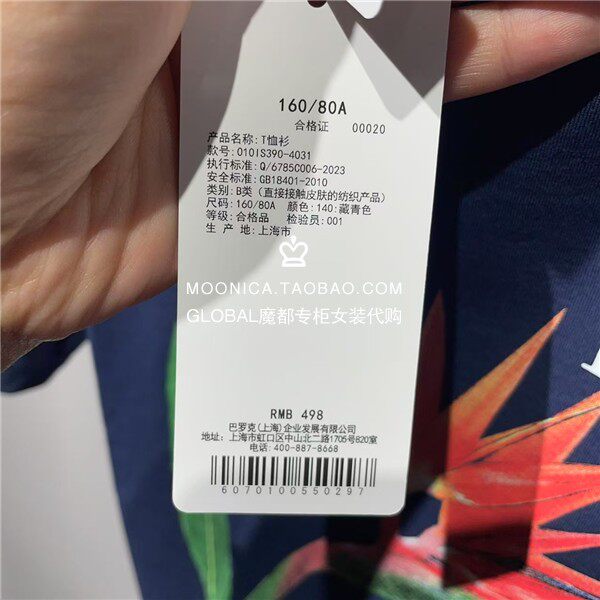 160/80A
合格证 00020
产品名称:T恤衫
款号:010IS390-4031
执行标准:Q/6785C006-2023
安全标准:GB18401-2010
类别:B类（直接接触皮肤的纺织产品）
尺码:160/80A 颜色:140:藏青色
等级:合格品 检验员:001
生 产 地:上海市
MOONICA.TAOBAO.COM
GLOBAL魔都专柜女装代购
RMB 498
巴罗克(上海)企业发展有限公司
地址: 上海市虹口区中山北二路1705号820室
电话:400-887-8668
6070100550297